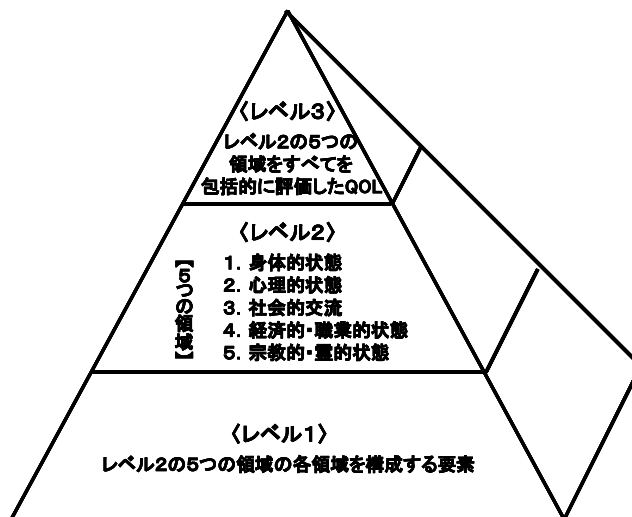 〈レベル3〉
レベル2の5つの
領域をすべてを
包括的に評価したQOL
〈レベル2〉
【5つの領域】
1. 身体的状態
2. 心理的状態
3. 社会的交流
4. 経済的・職業的状態
5. 宗教的・霊的状態
〈レベル1〉
レベル2の5つの領域の各領域を構成する要素